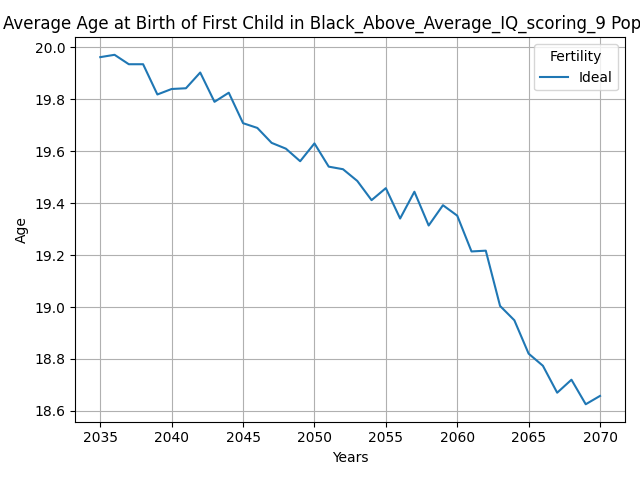 Average Age at Birth of First Child in Black_Above_Average_IQ_scoring_9 Pop
20.0
19.8
19.6
19.4
19.2
19.0
18.8
18.6
Age
Fertility
Ideal
2035 2040 2045 2050 2055 2060 2065 2070
Years